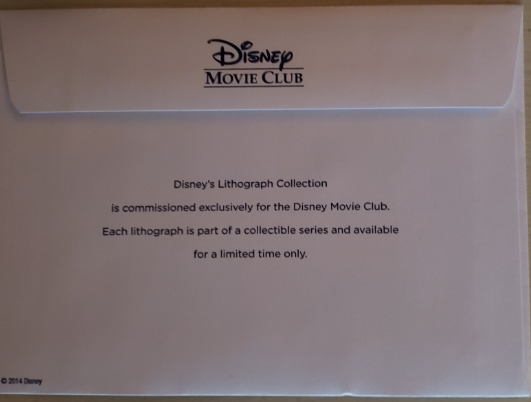 Disney
MOVIE CLUB
Disney's Lithograph Collection
is commissioned exclusively for the Disney Movie Club.
Each lithograph is part of a collectible series and available
for a limited time only.
© 2014 Disney